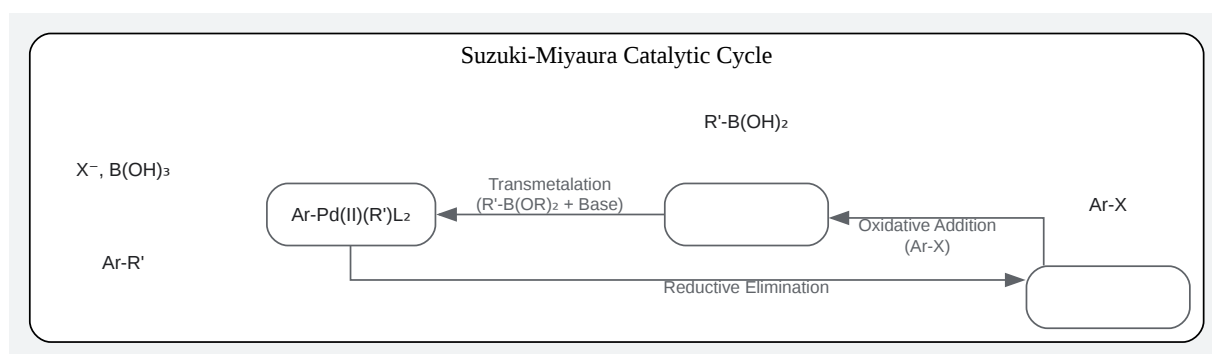 Suzuki-Miyaura Catalytic Cycle
R'-B(OH)₂
X⁻, B(OH)₃
Transmetalation
(R'-B(OR)₂ + Base)
Ar-Pd(II)(R')L₂
Ar-X
Oxidative Addition
(Ar-X)
Ar-R'
Reductive Elimination